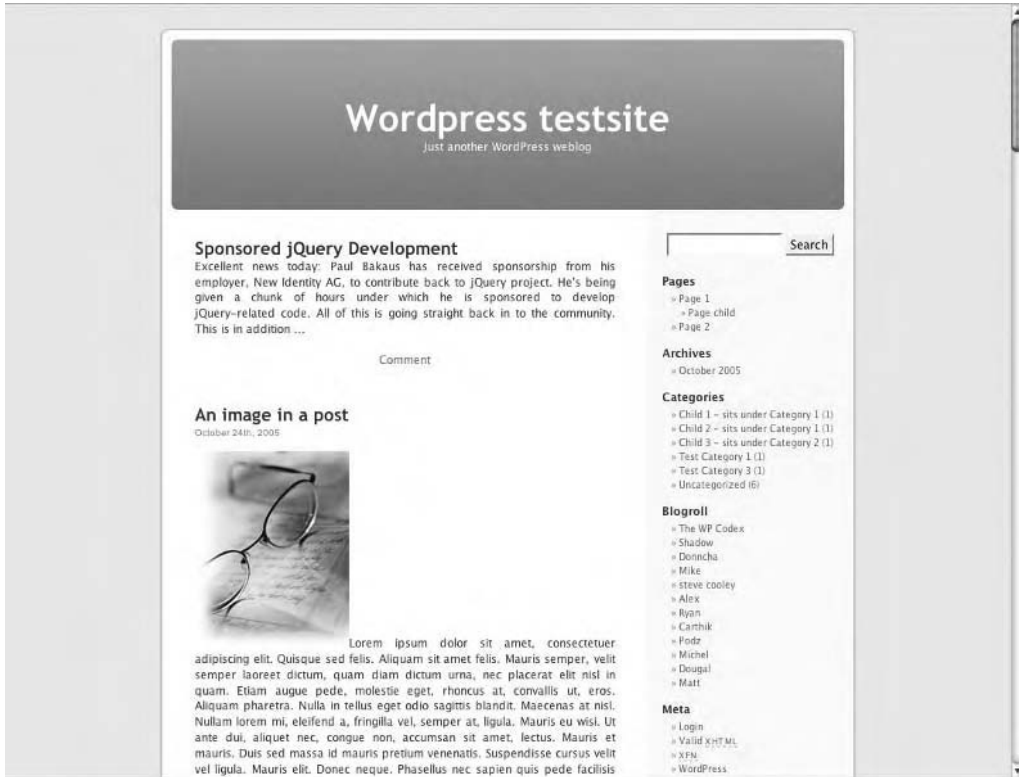 Wordpress testsite
Just another WordPress weblog
Sponsored jQuery Development
Excellent news today: Paul Bakaus has received sponsorship from his
employer, New Identity AG, to contribute back to jQuery project. He's being
given a chunk of hours under which he is sponsored to develop
jQuery-related code. All of this is going straight back in to the community.
This is in addition ...
Comment
An image in a post
October 24th, 2005
Lorem ipsum dolor sit amet, consectetuer
adipiscing elit. Quisque sed felis. Aliquam sit amet felis. Mauris semper, velit
semper laoreet dictum, quam diam dictum urna, nec placerat elit nisl in
quam. Etiam augue pede, molestie eget, rhoncus at, convallis ut, eros.
Aliquam pharetra. Nulla in tellus eget odio sagittis blandit. Maecenas at nisl.
Nullam lorem mi, eleifend a, fringilla vel, semper at, ligula. Mauris eu wisi. Ut
ante dui, aliquet nec, congue non, accumsan sit amet, lectus. Mauris et
mauris. Duis sed massa id mauris pretium venenatis. Suspendisse cursus velit
vel ligula. Mauris elit. Donec neque. Phasellus nec sapien quis pede facilisis
Search
Pages
» Page 1
» Page child
» Page 2
Archives
» October 2005
Categories
» Child 1 – sits under Category 1 (1)
» Child 2 – sits under Category 1 (1)
» Child 3 – sits under Category 2 (1)
» Test Category 1 (1)
» Test Category 3 (1)
» Uncategorized (6)
Blogroll
» The WP Codex
» Shadow
» Donncha
» Mike
» steve cooley
» Alex
» Ryan
» Carthik
» Podz
» Michel
» Dougal
» Matt
Meta
» Login
» Valid XHTML
» XFN
» WordPress